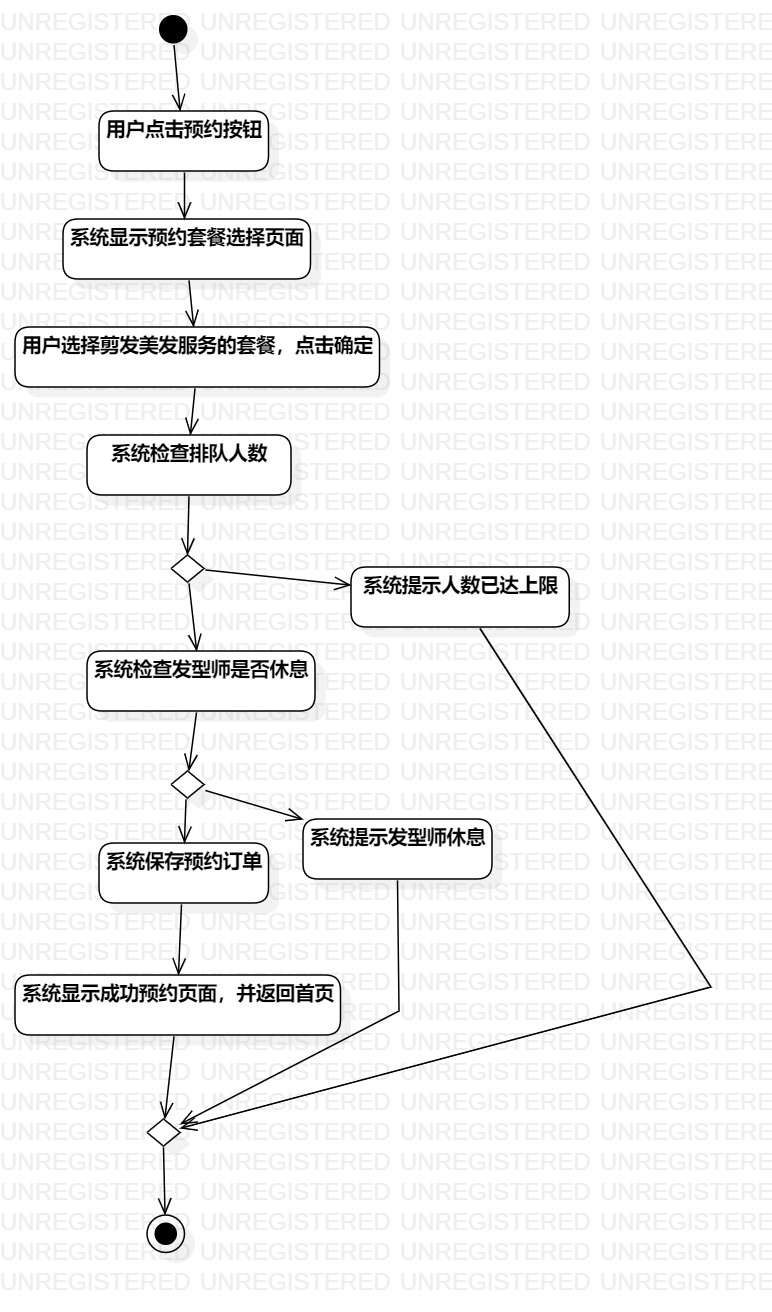 用户点击预约按钮
系统显示预约套餐选择页面
用户选择剪发美发服务的套餐，点击确定
系统检查排队人数
系统提示人数已达上限
系统检查发型师是否休息
系统提示发型师休息
系统保存预约订单
系统显示成功预约页面，并返回首页
UNREGISTERED